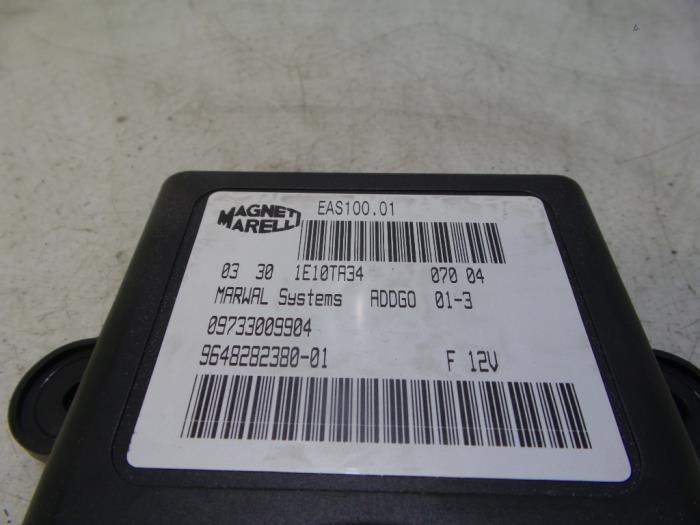 MAGNETI
MARELLI
EAS100.01
03 30 1E10TA34 070 04
MARWAL Systems ADDGO 01-3
09733009904
9648282380-01 F 12V